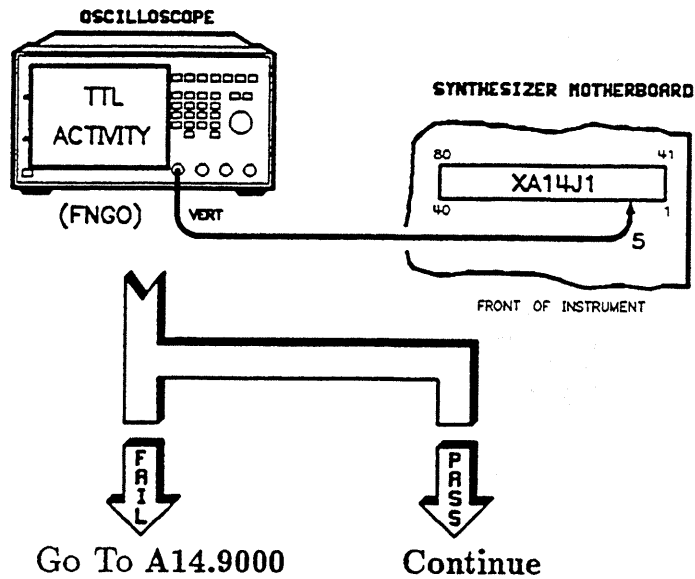 OSCILLOSCOPE
TTL
ACTIVITY
(FNGO)
VERT
SYNTHESIZER MOTHERBOARD
80
41
XA14J1
40
1
5
FRONT OF INSTRUMENT
FAIL
PASS
Go To A14.9000
Continue